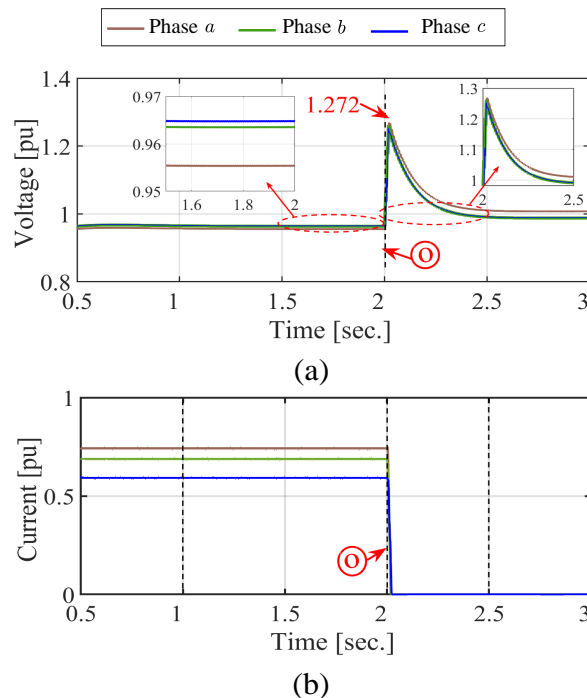 Phase a Phase b Phase c
1.4
1.2
1
0.8
Voltage [pu]
0.97
0.96
0.95
1.6 1.8 2
1.272
1.3
1.2
1.1
1
2 2.5
O
0.5 1 1.5 2 2.5 3
Time [sec.]
(a)
1
0.5
0
Current [pu]
O
0.5 1 1.5 2 2.5 3
Time [sec.]
(b)